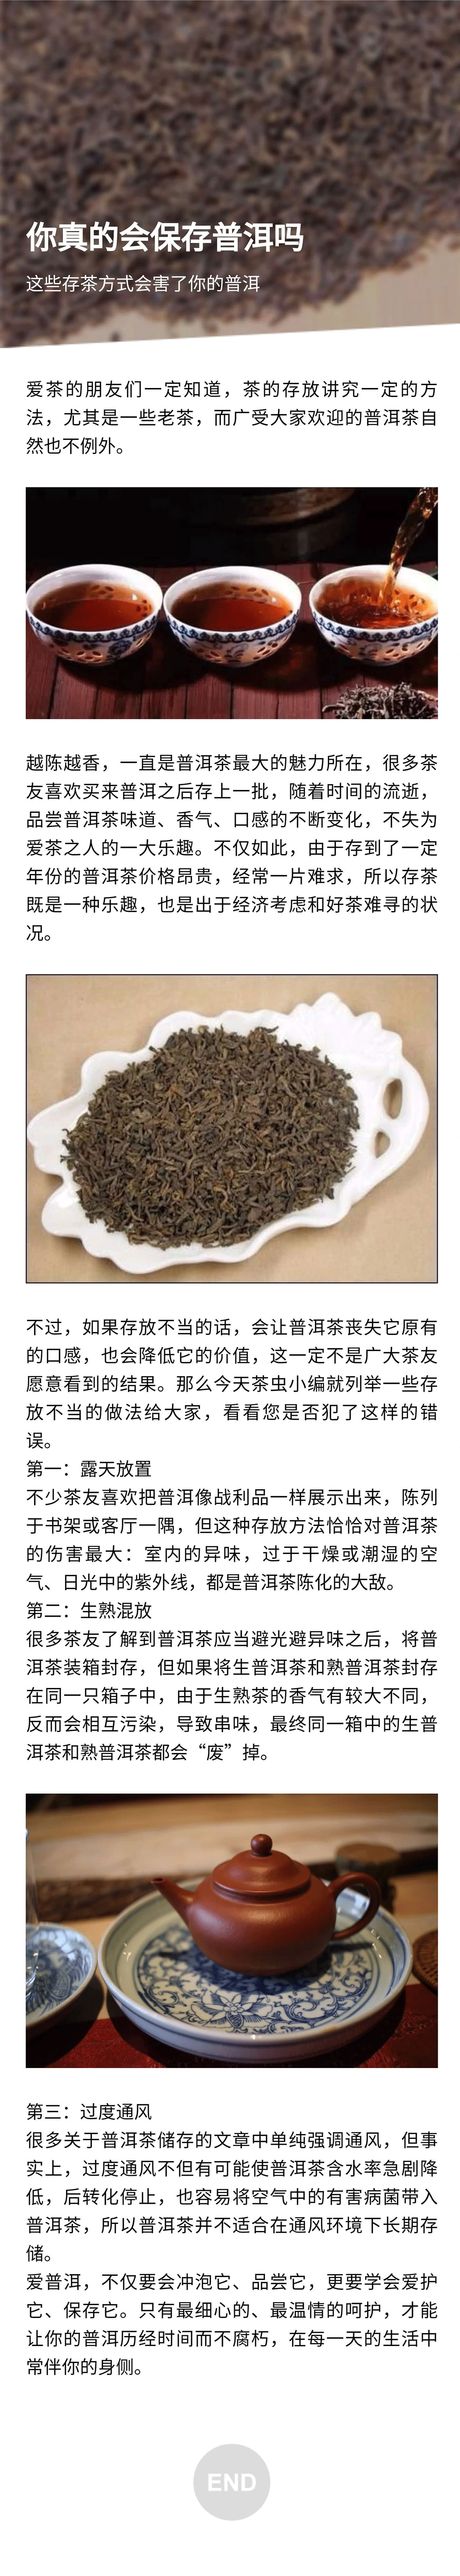 你真的会保存普洱吗
这些存茶方式会害了你的普洱
爱茶的朋友们一定知道，茶的存放讲究一定的方
法，尤其是一些老茶，而广受大家欢迎的普洱茶自
然也不例外。
越陈越香，一直是普洱茶最大的魅力所在，很多茶
友喜欢买来普洱之后存上一批，随着时间的流逝，
品尝普洱茶味道、香气、口感的不断变化，不失为
爱茶之人的一大乐趣。不仅如此，由于存到了一定
年份的普洱茶价格昂贵，经常一片难求，所以存茶
既是一种乐趣，也是出于经济考虑和好茶难寻的状
况。
不过，如果存放不当的话，会让普洱茶丧失它原有
的口感，也会降低它的价值，这一定不是广大茶友
愿意看到的结果。那么今天茶虫小编就列举一些存
放不当的做法给大家，看看您是否犯了这样的错
误。
第一：露天放置
不少茶友喜欢把普洱像战利品一样展示出来，陈列
于书架或客厅一隅，但这种存放方法恰恰对普洱茶
的伤害最大：室内的异味，过于干燥或潮湿的空
气、日光中的紫外线，都是普洱茶陈化的大敌。
第二：生熟混放
很多茶友了解到普洱茶应当避光避异味之后，将普
洱茶装箱封存，但如果将生普洱茶和熟普洱茶封存
在同一只箱子中，由于生熟茶的香气有较大不同，
反而会相互污染，导致串味，最终同一箱中的生普
洱茶和熟普洱茶都会“废”掉。
第三：过度通风
很多关于普洱茶储存的文章中单纯强调通风，但事
实上，过度通风不但有可能使普洱茶含水率急剧降
低，后转化停止，也容易将空气中的有害病菌带入
普洱茶，所以普洱茶并不适合在通风环境下长期存
储。
爱普洱，不仅要会冲泡它、品尝它，更要学会爱护
它、保存它。只有最细心的、最温情的呵护，才能
让你的普洱历经时间而不腐朽，在每一天的生活中
常伴你的身侧。
END